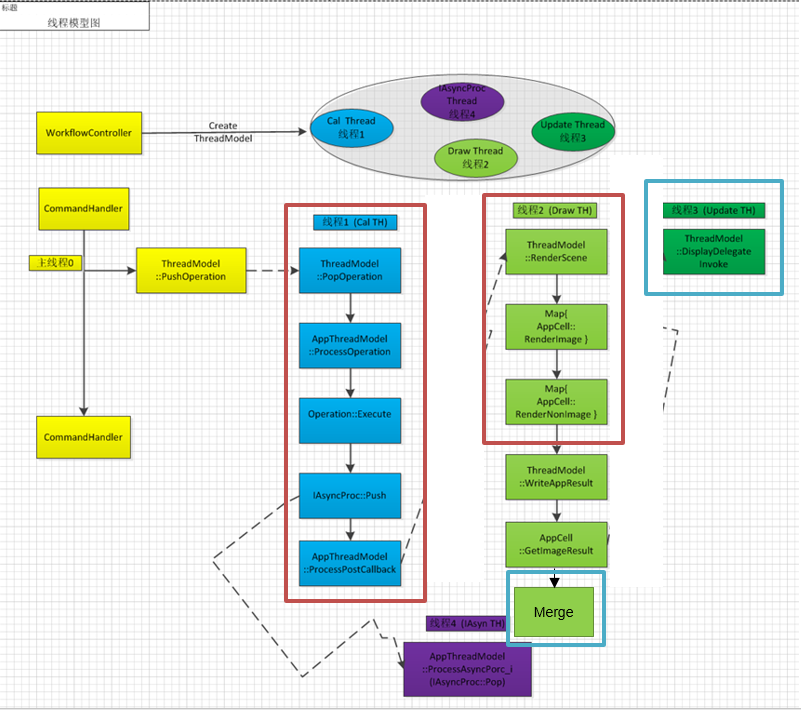 标题
线程模型图
IAsyncProc
Thread
线程4
Cal Thread
线程1
Update Thread
线程3
Draw Thread
线程2
WorkflowController
Create
ThreadModel
CommandHandler
主线程0
ThreadModel
::PushOperation
CommandHandler
线程1 (Cal TH)
ThreadModel
::PopOperation
AppThreadModel
::ProcessOperation
Operation::Execute
IAsyncProc::Push
AppThreadModel
::ProcessPostCallback
线程2 (Draw TH)
ThreadModel
::RenderScene
Map{
AppCell::
RenderImage }
Map{
AppCell::
RenderNonImage }
ThreadModel
::WriteAppResult
AppCell
::GetImageResult
Merge
线程3 (Update TH)
ThreadModel
::DisplayDelegate
Invoke
线程4 (IAsyn TH)
AppThreadModel
::ProcessAsyncPorc_i
(IAsyncProc::Pop)